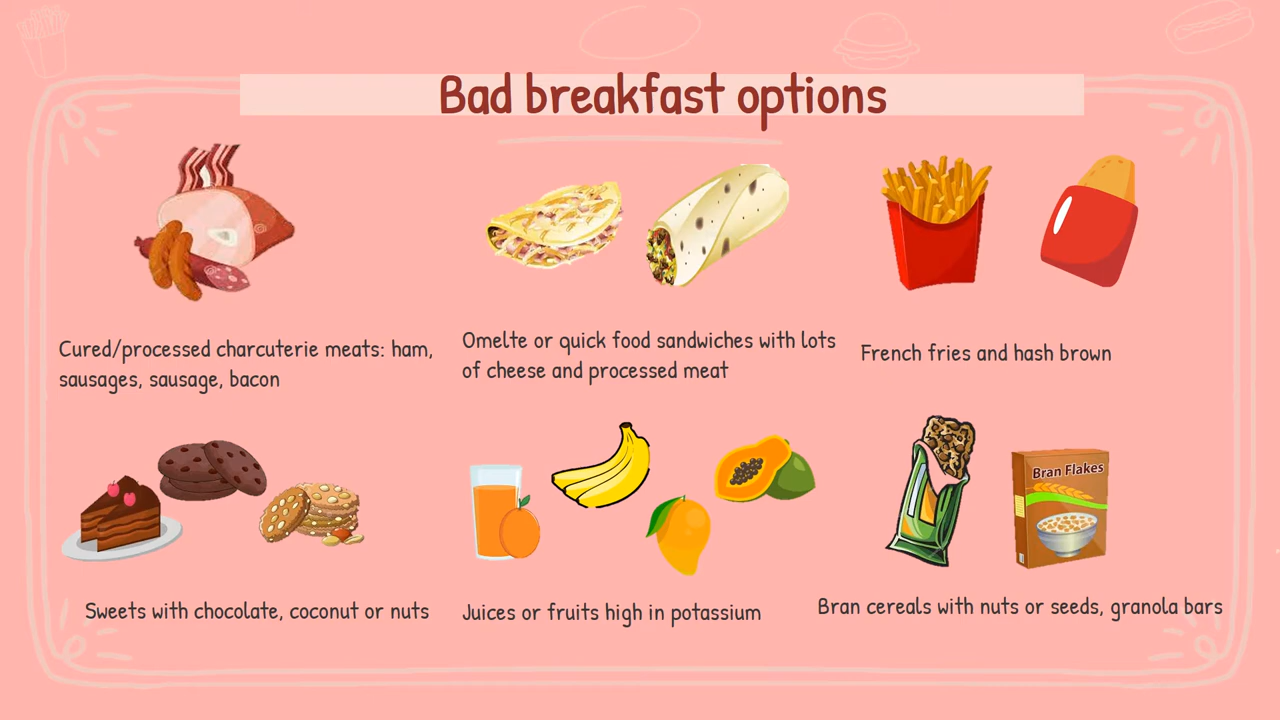 Bad breakfast options
Cured/processed charcuterie meats: ham,
sausages, sausage, bacon
Omelte or quick food sandwiches with lots
of cheese and processed meat
French fries and hash brown
Bran Flakes
Sweets with chocolate, coconut or nuts
Juices or fruits high in potassium
Bran cereals with nuts or seeds, granola bars